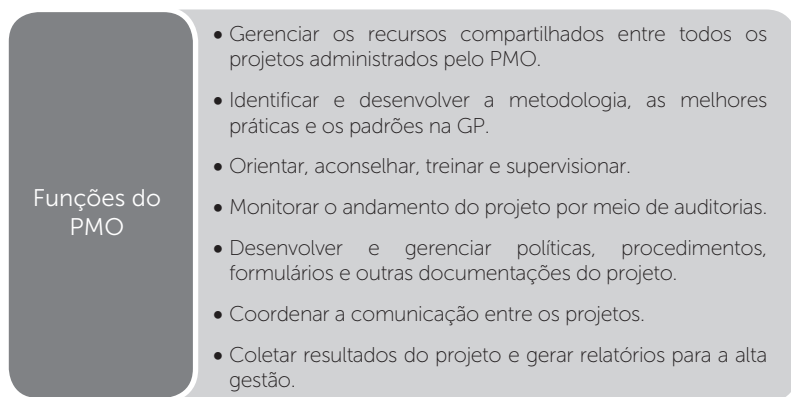 Funções do
PMO
• Gerenciar os recursos compartilhados entre todos os
projetos administrados pelo PMO.
• Identificar e desenvolver a metodologia, as melhores
práticas e os padrões na GP.
• Orientar, aconselhar, treinar e supervisionar.
• Monitorar o andamento do projeto por meio de auditorias.
• Desenvolver e gerenciar políticas, procedimentos,
formulários e outras documentações do projeto.
• Coordenar a comunicação entre os projetos.
• Coletar resultados do projeto e gerar relatórios para a alta
gestão.